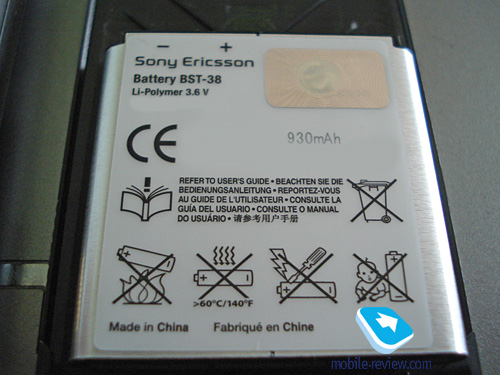 − +
Sony Ericsson
Battery BST-38
Li-Polymer 3.6 V
930mAh
CE
REFER TO USER'S GUIDE • BEACHTEN SIE DIE
BEDIENUNGSANLEITUNG • REPORTEZ-VOUS
AU GUIDE DE L'UTILISATEUR • CONSULTE LA
GUÍA DEL USUARIO • CONSULTE O MANUAL
DO USUÁRIO • 请参考用户手册
>60°C/140°F
Made in China Fabriqué en Chine
mobile-review.com